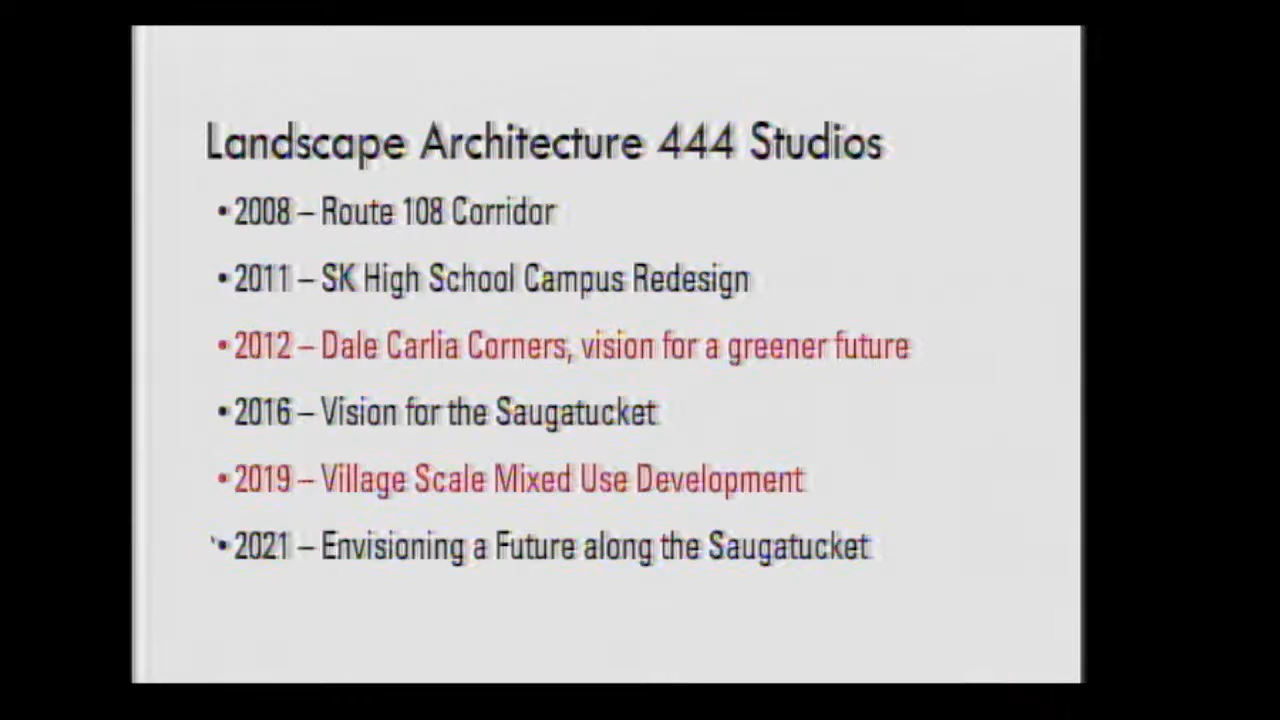 Landscape Architecture 444 Studios
• 2008 – Route 108 Corridor
• 2011 – SK High School Campus Redesign
• 2012 – Dale Carlia Corners, vision for a greener future
• 2016 – Vision for the Saugatucket
• 2019 – Village Scale Mixed Use Development
• 2021 – Envisioning a Future along the Saugatucket